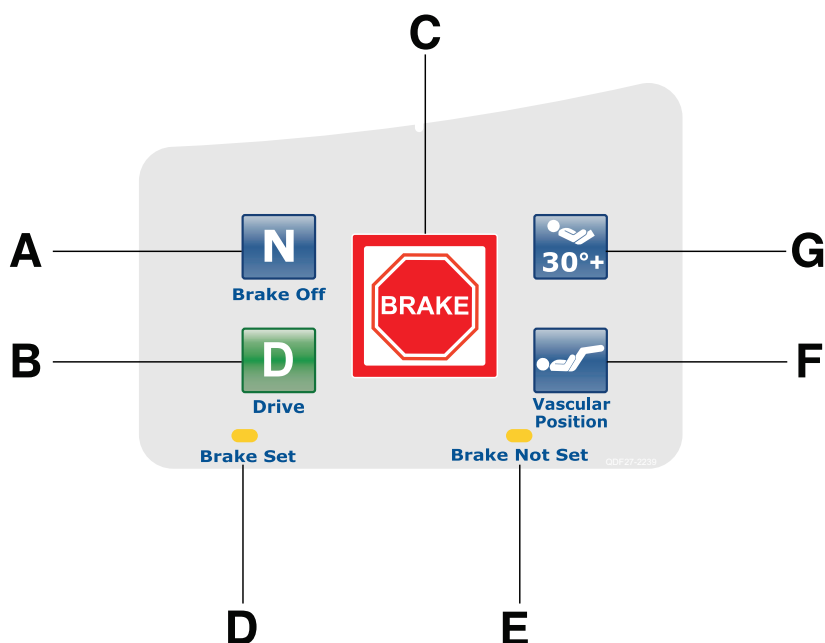 C
A
N
Brake Off
BRAKE
30°+
G
B
D
Drive
Vascular
Position
F
Brake Set
Brake Not Set
D
E